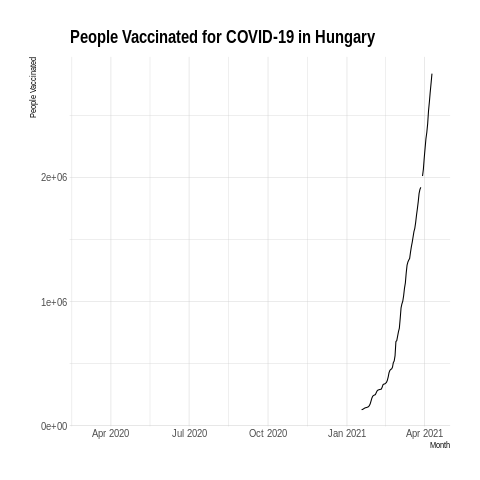 People Vaccinated for COVID-19 in Hungary
People Vaccinated
2e+06
1e+06
0e+00
Apr 2020 Jul 2020 Oct 2020 Jan 2021 Apr 2021
Month